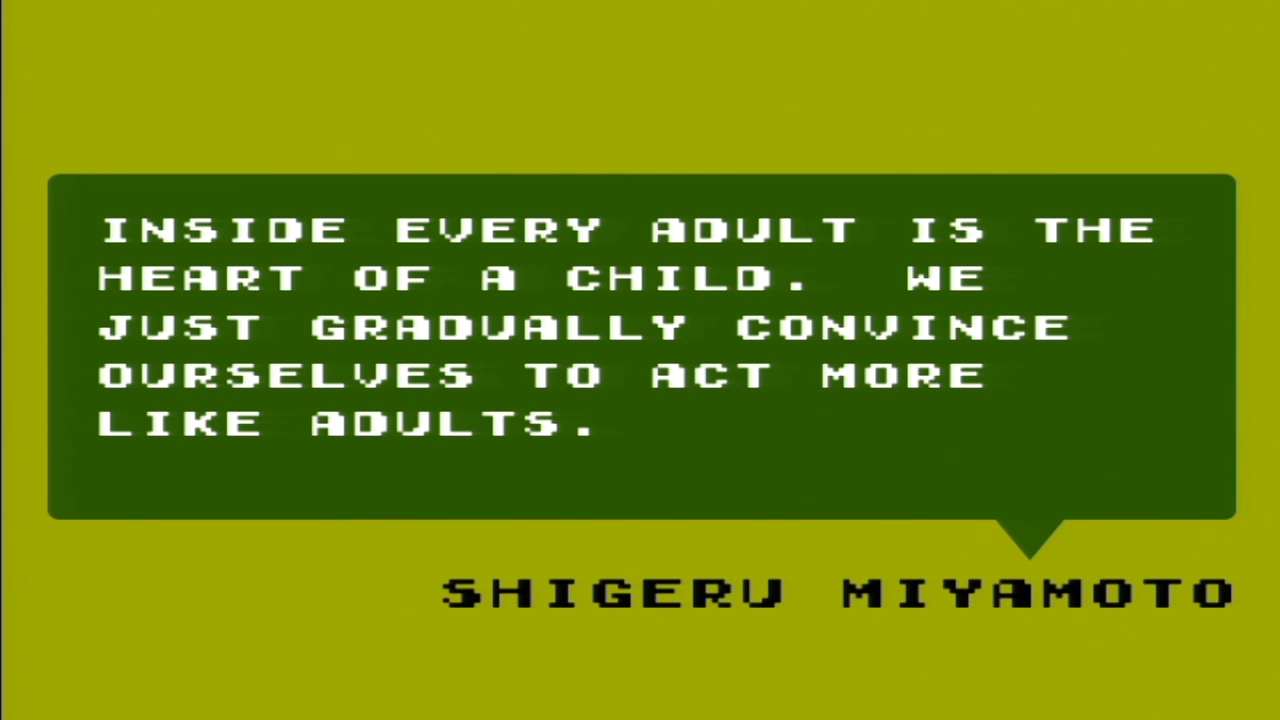 INSIDE EVERY ADULT IS THE
HEART OF A CHILD.  WE
JUST GRADUALLY CONVINCE
OURSELVES TO ACT MORE
LIKE ADULTS.
SHIGERU MIYAMOTO